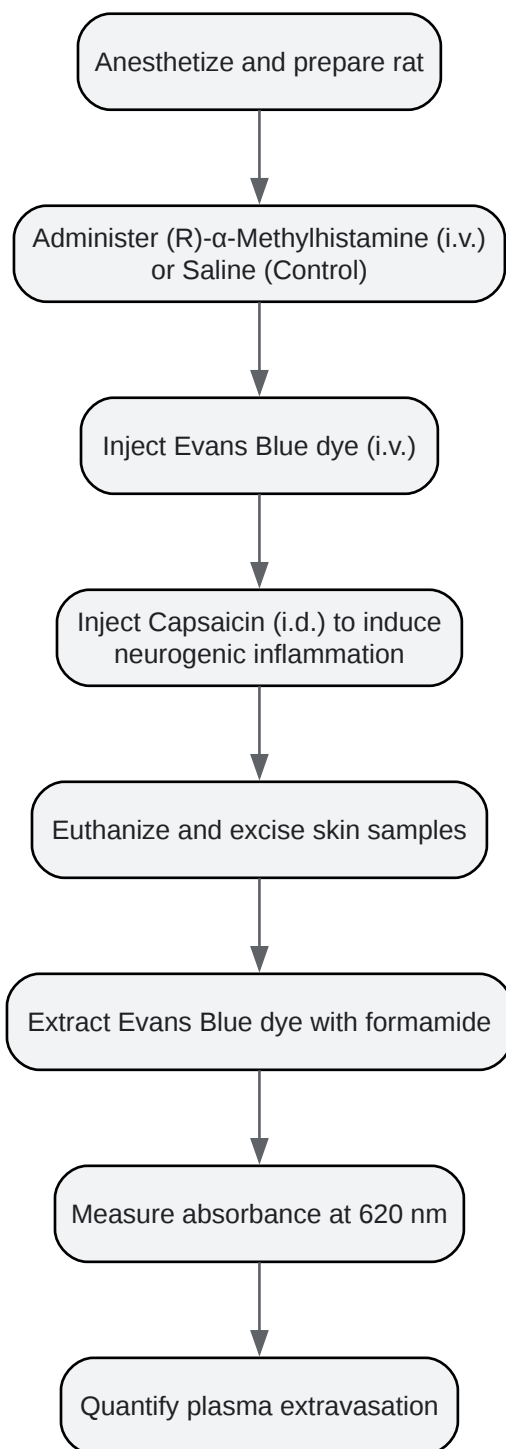 Anesthetize and prepare rat
Administer (R)-α-Methylhistamine (i.v.)
or Saline (Control)
Inject Evans Blue dye (i.v.)
Inject Capsaicin (i.d.) to induce
neurogenic inflammation
Euthanize and excise skin samples
Extract Evans Blue dye with formamide
Measure absorbance at 620 nm
Quantify plasma extravasation